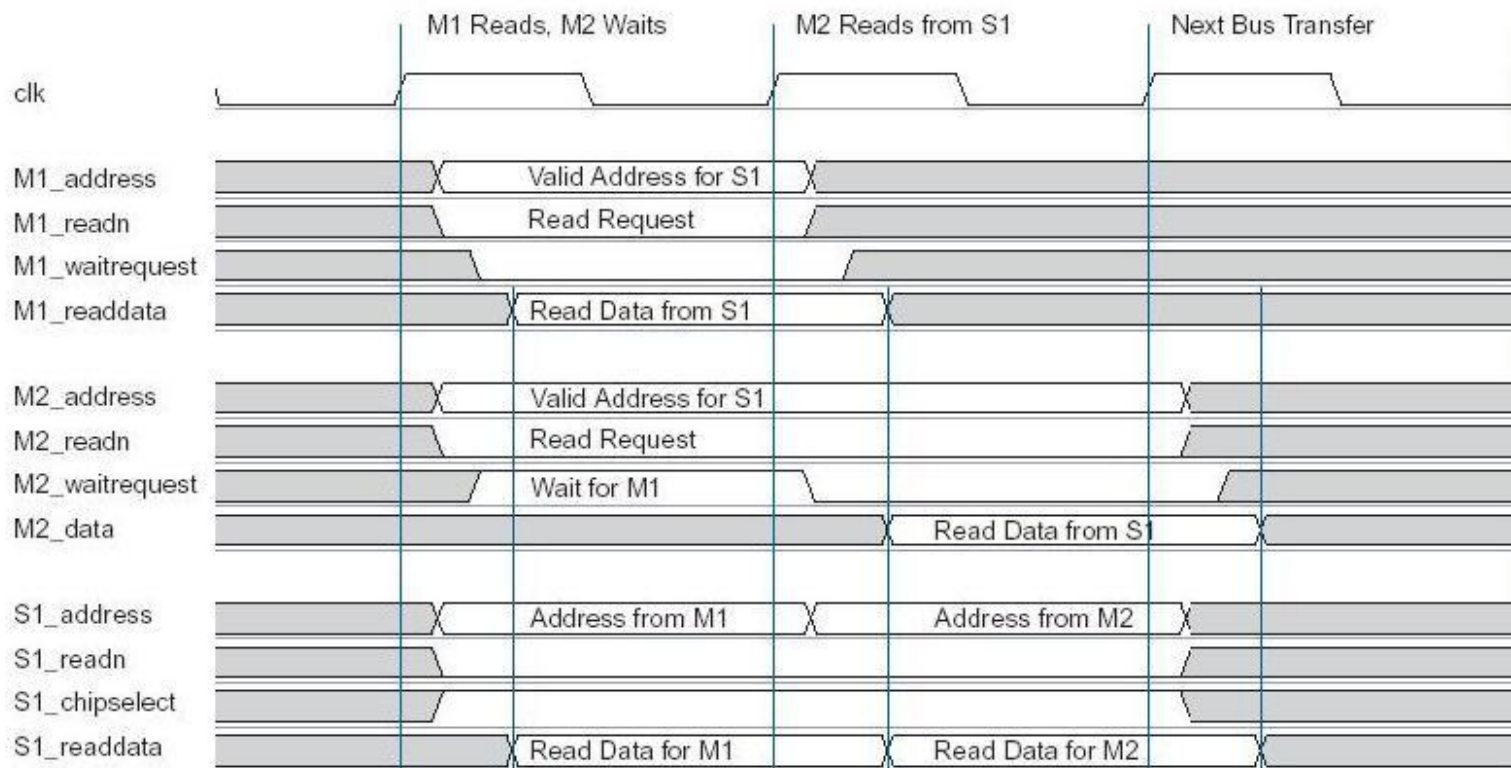 M1 Reads, M2 Waits M2 Reads from S1 Next Bus Transfer
clk
M1_address Valid Address for S1
M1_readn Read Request
M1_waitrequest
M1_readdata Read Data from S1
M2_address Valid Address for S1
M2_readn Read Request
M2_waitrequest Wait for M1
M2_data Read Data from S1
S1_address Address from M1 Address from M2
S1_readn
S1_chipselect
S1_readdata Read Data for M1 Read Data for M2